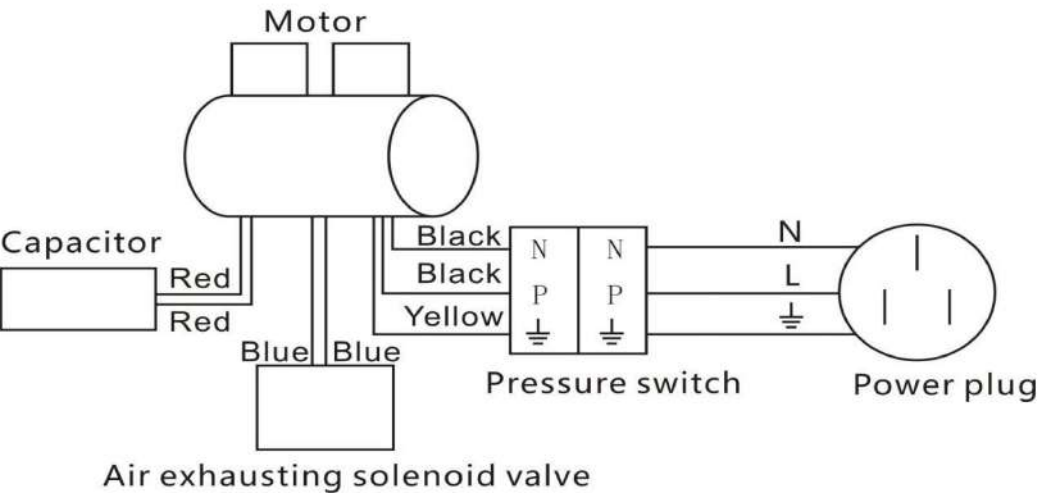 Motor
Capacitor
Red
Red
Blue Blue
Black
Black
Yellow
N N
P P
N
L
Pressure switch
Power plug
Air exhausting solenoid valve